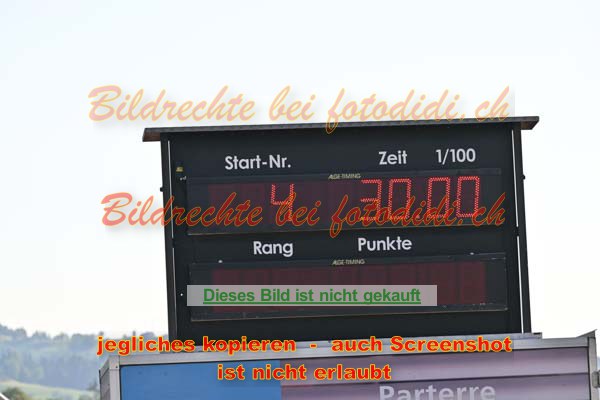 Bildrechte bei fotodidi.ch
Start-Nr. Zeit 1/100
ALGE-TIMING
4 30.00
Bildrechte bei fotodidi.ch
Rang Punkte
ALGE-TIMING
Dieses Bild ist nicht gekauft
jegliches kopieren - auch Screenshot
ist nicht erlaubt
Parterre